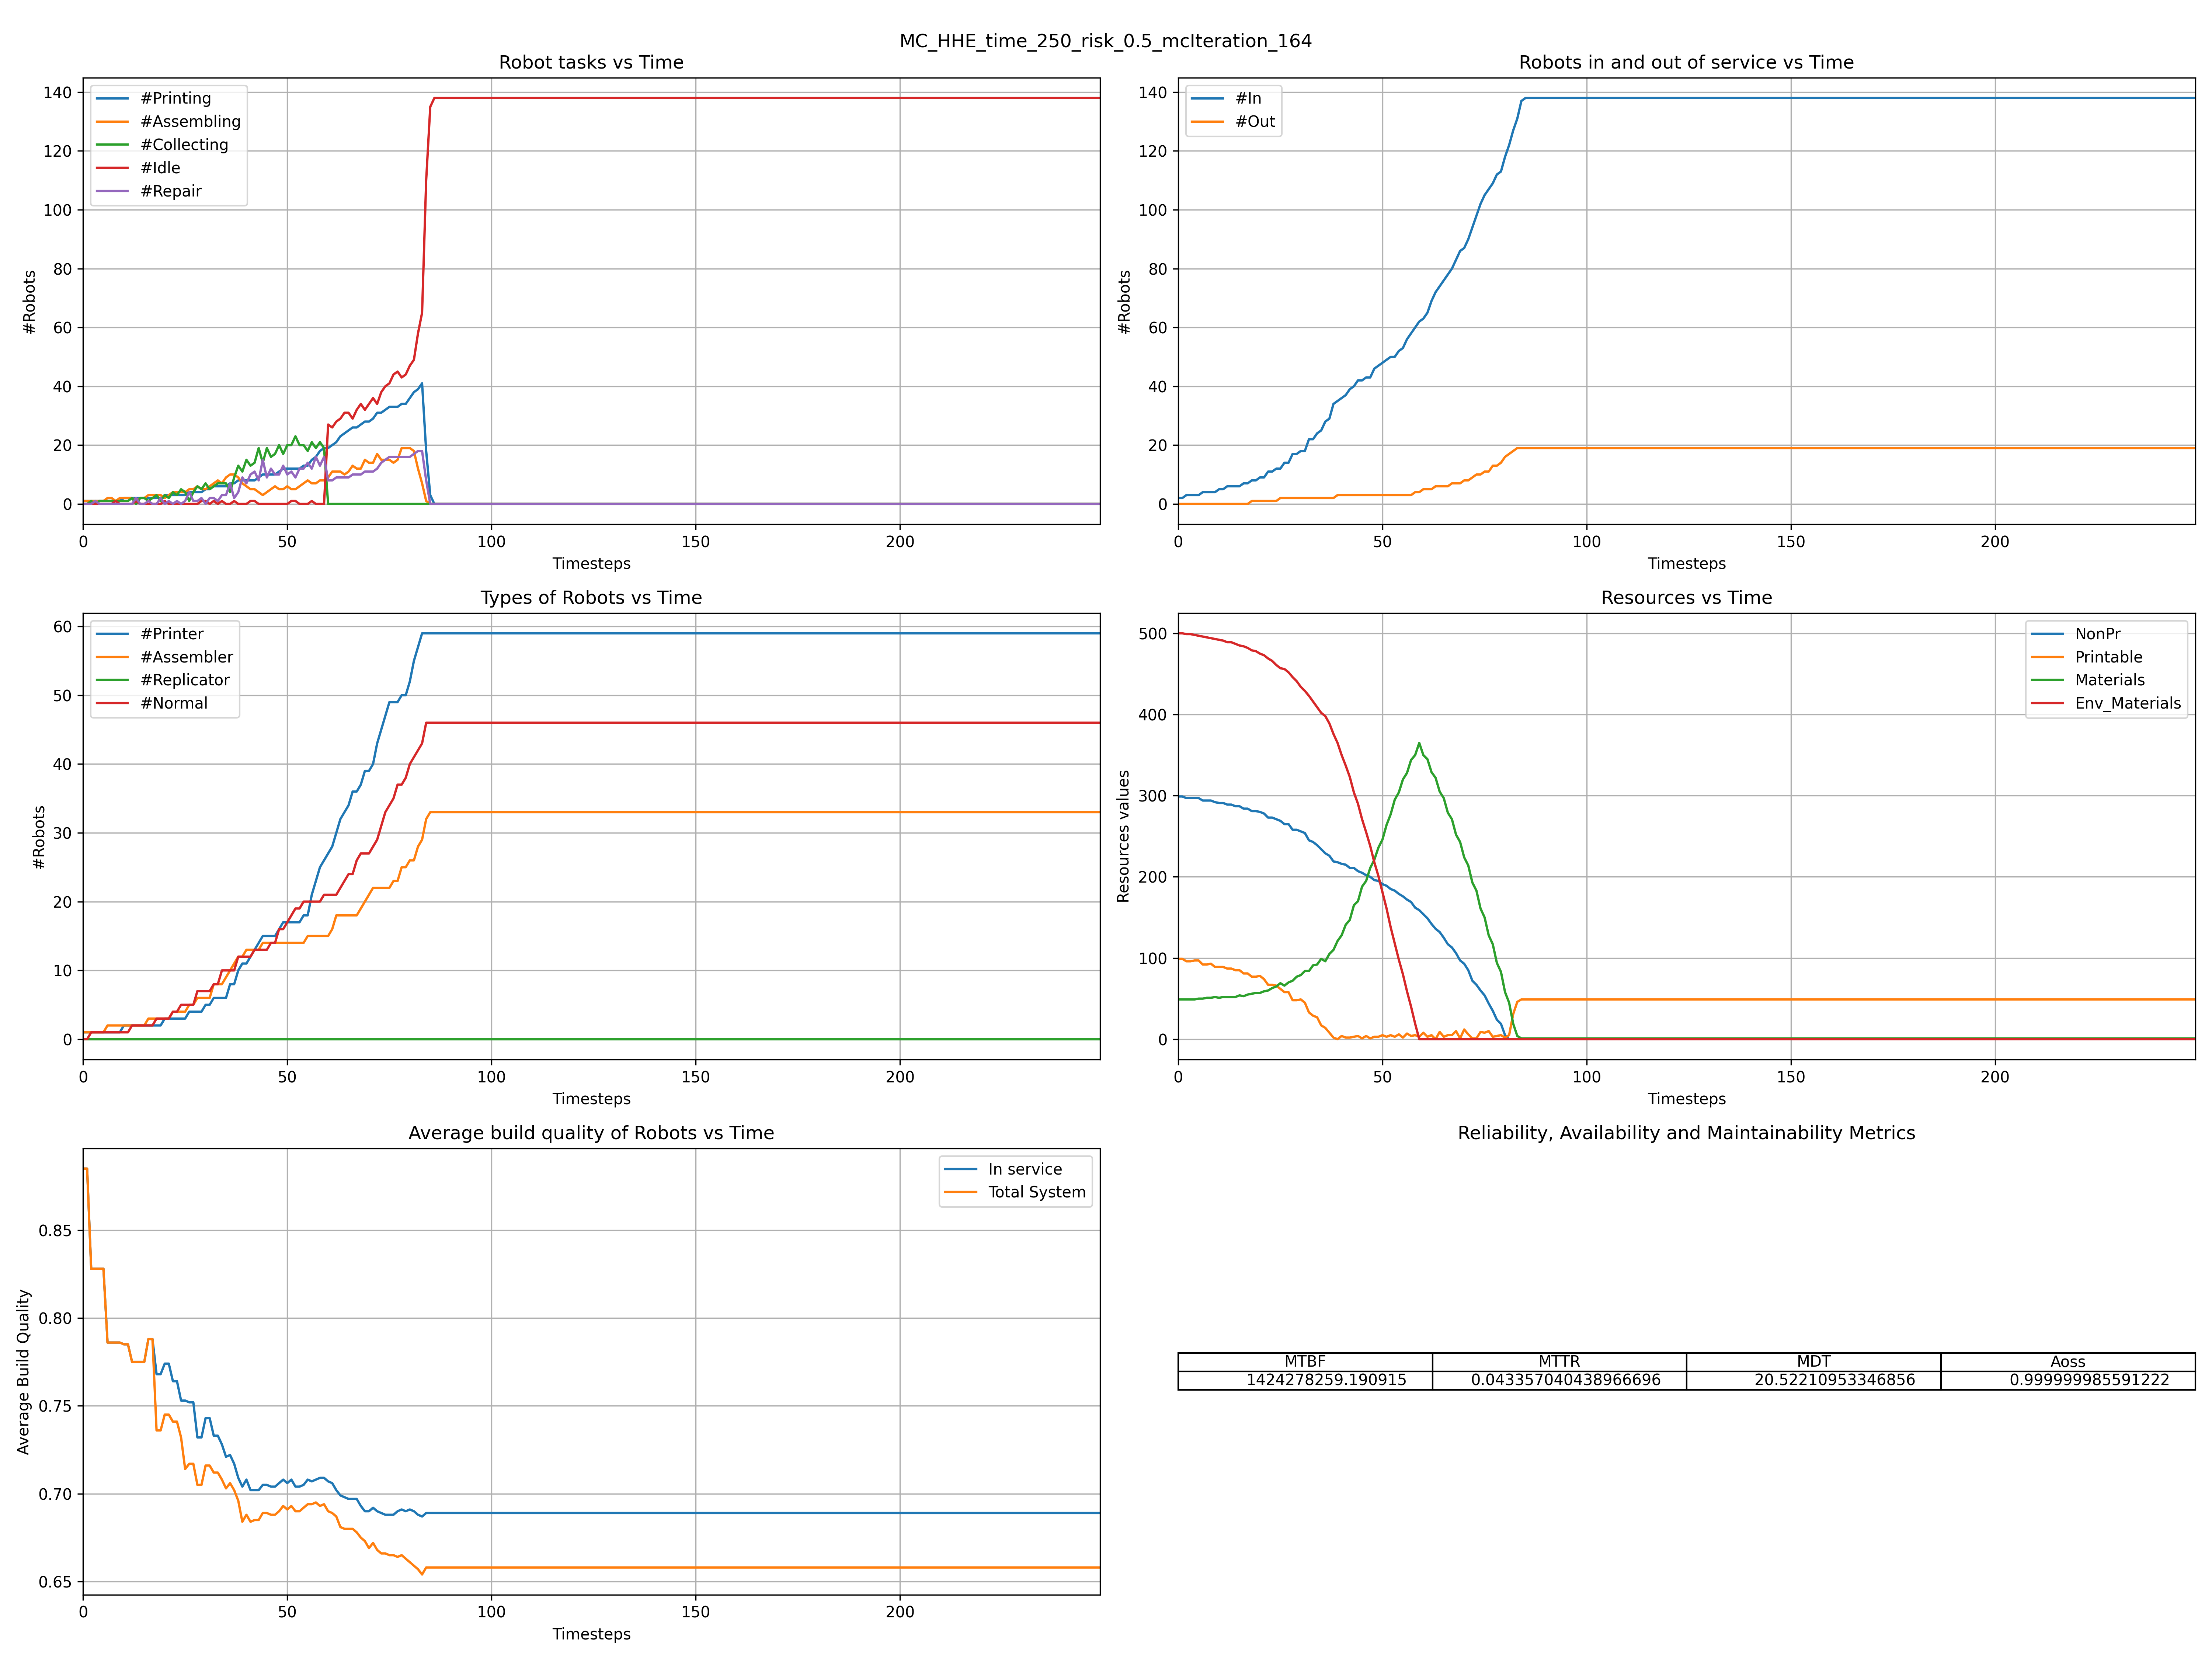 MC_HHE_time_250_risk_0.5_mcIteration_164
Robot tasks vs Time
#Robots
140
120
100
80
60
40
20
0
#Printing
#Assembling
#Collecting
#Idle
#Repair
0 50 100 150 200
Timesteps
Robots in and out of service vs Time
#Robots
140
120
100
80
60
40
20
0
#In
#Out
0 50 100 150 200
Timesteps
Types of Robots vs Time
#Robots
60
50
40
30
20
10
0
#Printer
#Assembler
#Replicator
#Normal
0 50 100 150 200
Timesteps
Resources vs Time
Resources values
500
400
300
200
100
0
NonPr
Printable
Materials
Env_Materials
0 50 100 150 200
Timesteps
Average build quality of Robots vs Time
Average Build Quality
0.85
0.80
0.75
0.70
0.65
In service
Total System
0 50 100 150 200
Timesteps
Reliability, Availability and Maintainability Metrics
MTBF MTTR MDT Aoss
1424278259.190915 0.043357040438966696 20.52210953346856 0.999999985591222